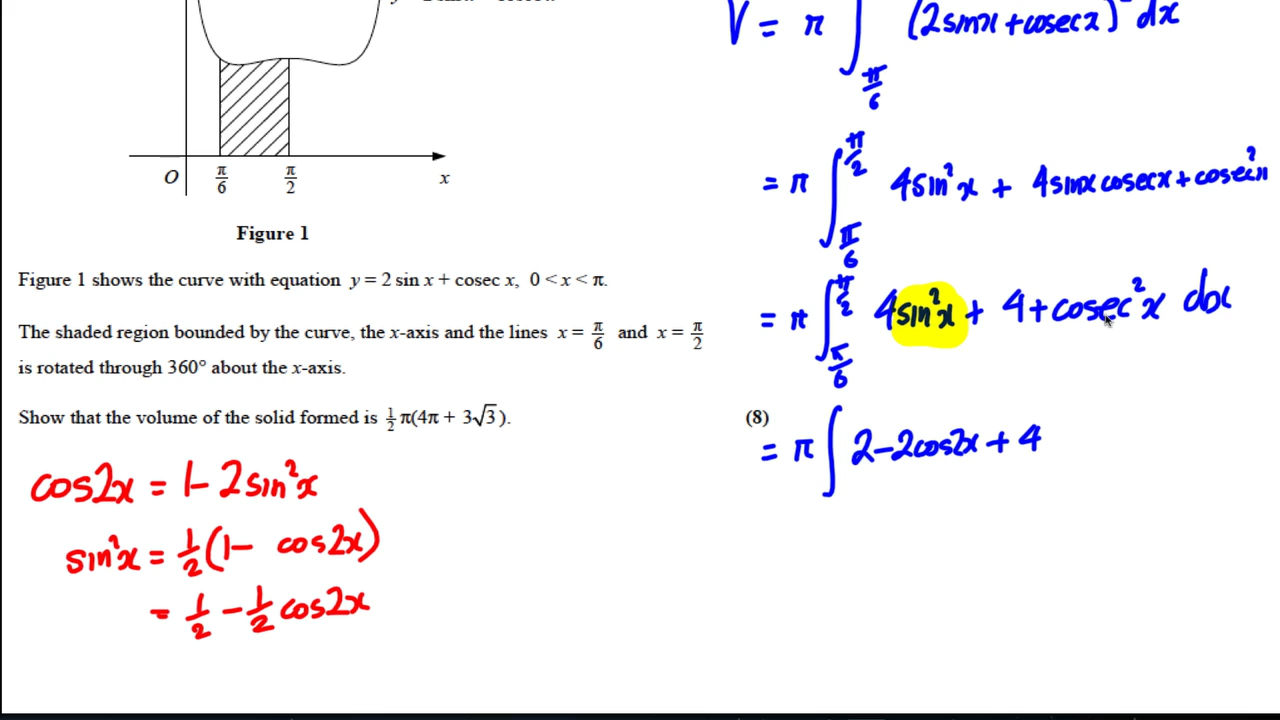 V = π ∫ (2sinx + cosecx)² dx
π/6
O π/6 π/2 x
Figure 1
= π ∫ π/2 π/6 4sin²x + 4sinx cosecx + cosec²x
Figure 1 shows the curve with equation y = 2 sin x + cosec x, 0 < x < π.
= π ∫ π/2 π/6 4sin²x + 4 + cosec²x dx
The shaded region bounded by the curve, the x-axis and the lines x = π/6 and x = π/2
is rotated through 360° about the x-axis.
Show that the volume of the solid formed is ½π(4π + 3√3). (8)
= π ∫ 2 - 2cos2x + 4
cos2x = 1 - 2sin²x
sin²x = ½(1 - cos2x)
= ½ - ½cos2x